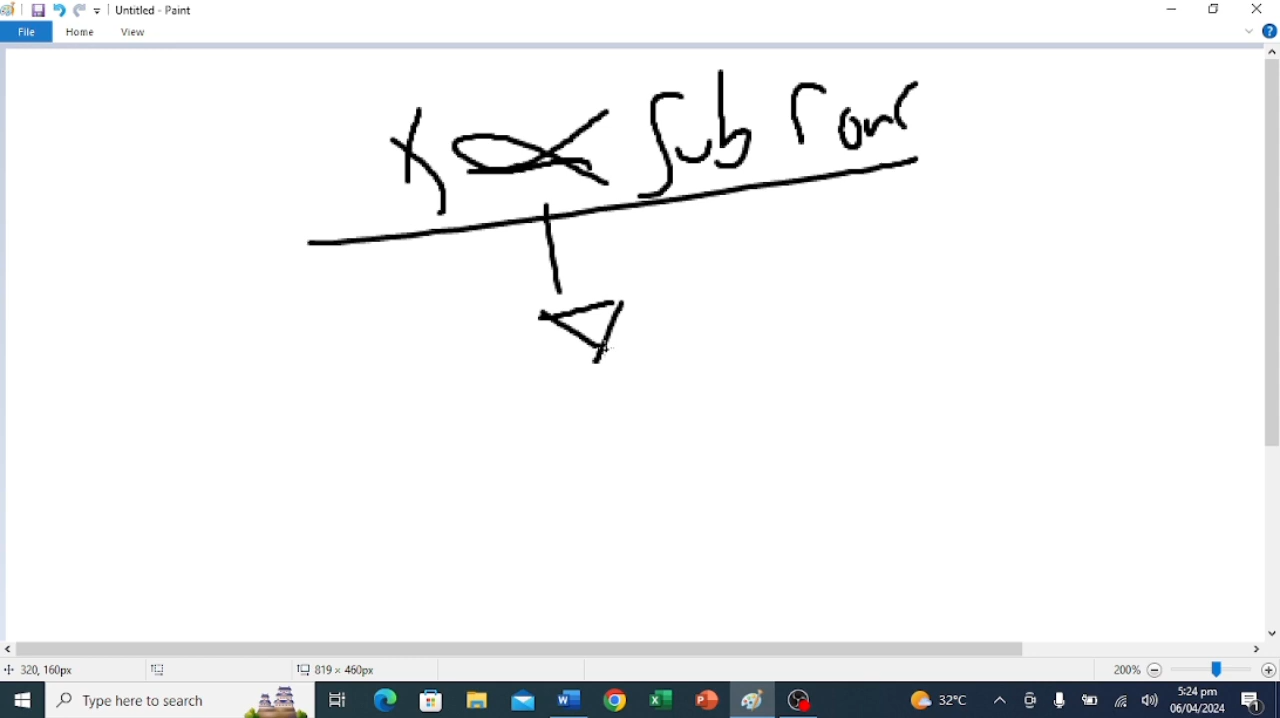 Untitled - Paint
File Home View
sub
320, 160px 819 × 460px 200%
Type here to search 32°C 5:24 pm
06/04/2024